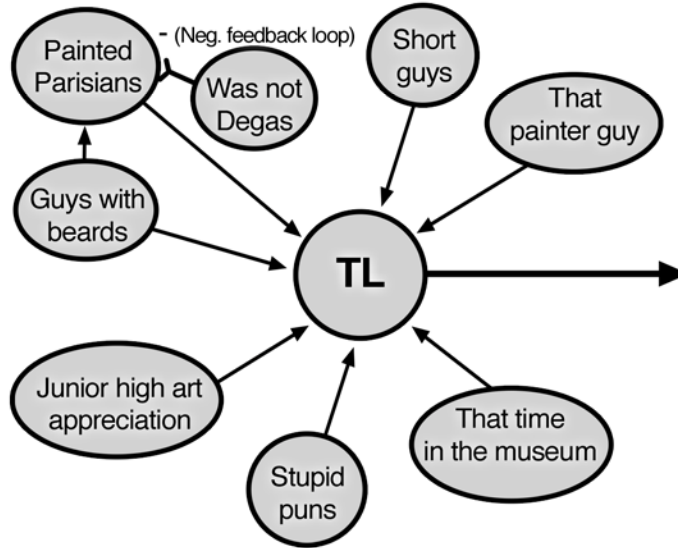 - (Neg. feedback loop)
Painted
Parisians
Was not
Degas
Short
guys
That
painter guy
Guys with
beards
TL
Junior high art
appreciation
Stupid
puns
That time
in the museum